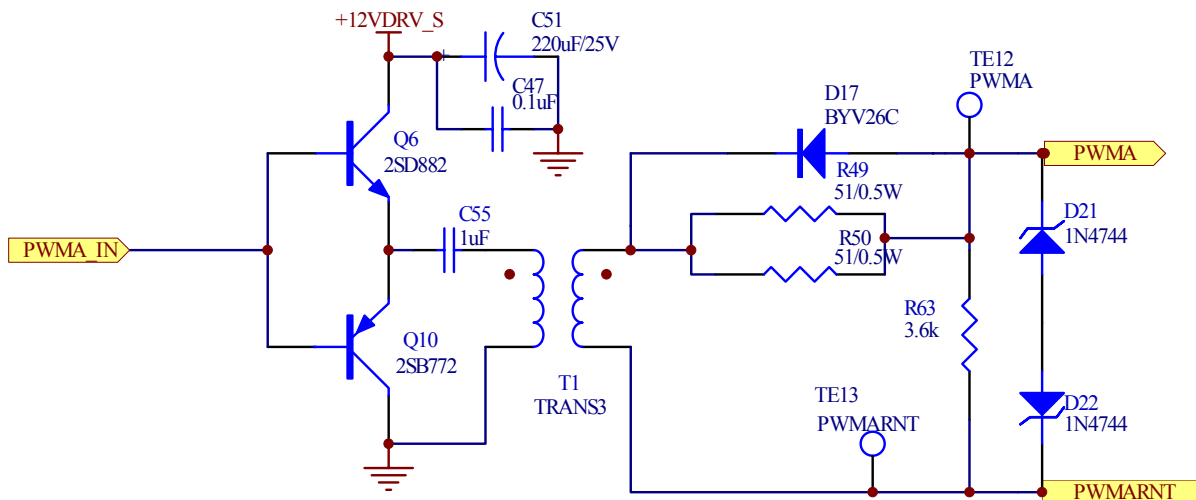 +12VDRV_S
C51
220uF/25V
C47
0.1uF
Q6
2SD882
PWMA_IN
C55
1uF
Q10
2SB772
T1
TRANS3
D17
BYV26C
R49
51/0.5W
R50
51/0.5W
TE12
PWMA
PWMA
D21
1N4744
R63
3.6k
TE13
PWMARNT
D22
1N4744
PWMARNT